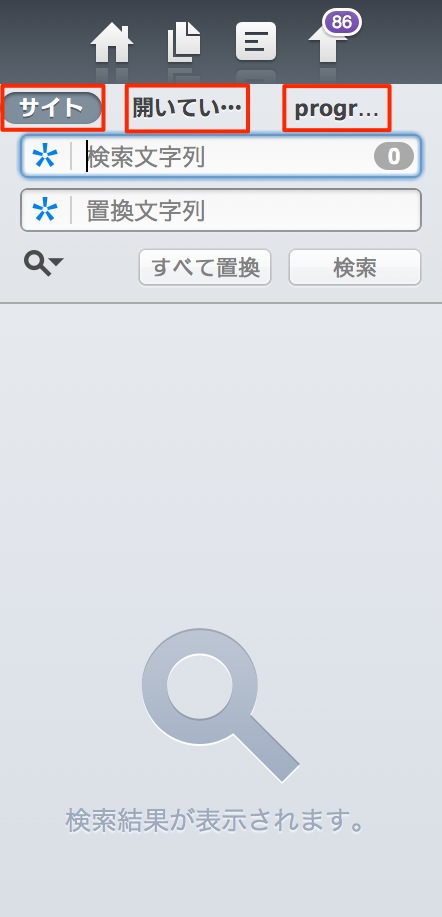 86
サイト 開いてい… progr…
検索文字列 0
置換文字列
すべて置換 検索
検索結果が表示されます。